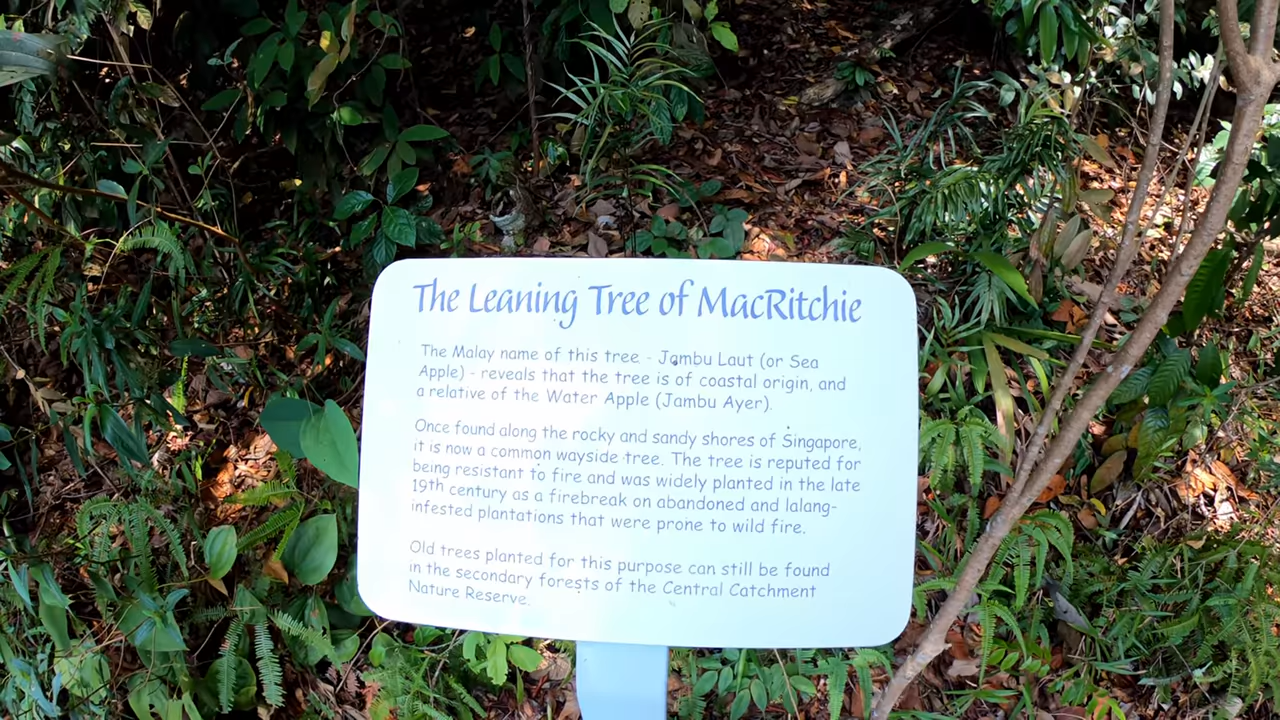 The Leaning Tree of MacRitchie
The Malay name of this tree - Jambu Laut (or Sea
Apple) - reveals that the tree is of coastal origin, and
a relative of the Water Apple (Jambu Ayer).
Once found along the rocky and sandy shores of Singapore,
it is now a common wayside tree. The tree is reputed for
being resistant to fire and was widely planted in the late
19th century as a firebreak on abandoned and lalang-
infested plantations that were prone to wild fire.
Old trees planted for this purpose can still be found
in the secondary forests of the Central Catchment
Nature Reserve.